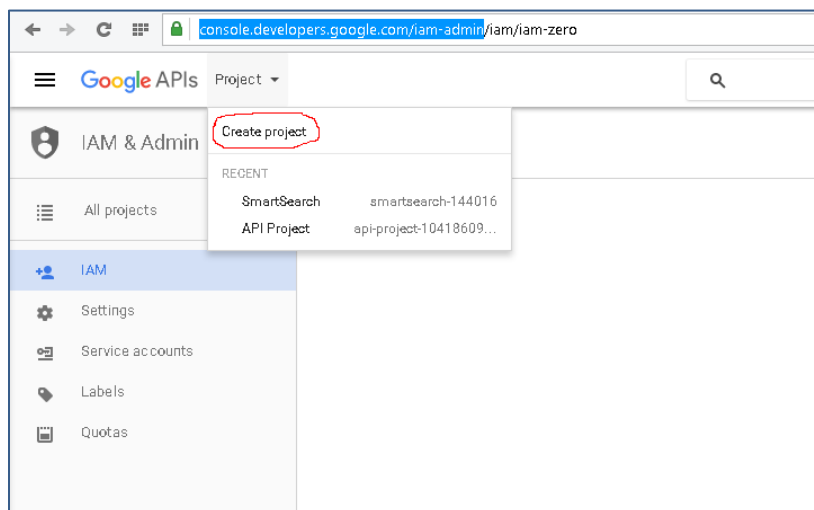 console.developers.google.com/iam-admin/iam/iam-zero
Google APIs Project
IAM & Admin
Create project
RECENT
SmartSearch smartsearch-144016
API Project api-project-10418609...
All projects
IAM
Settings
Service accounts
Labels
Quotas